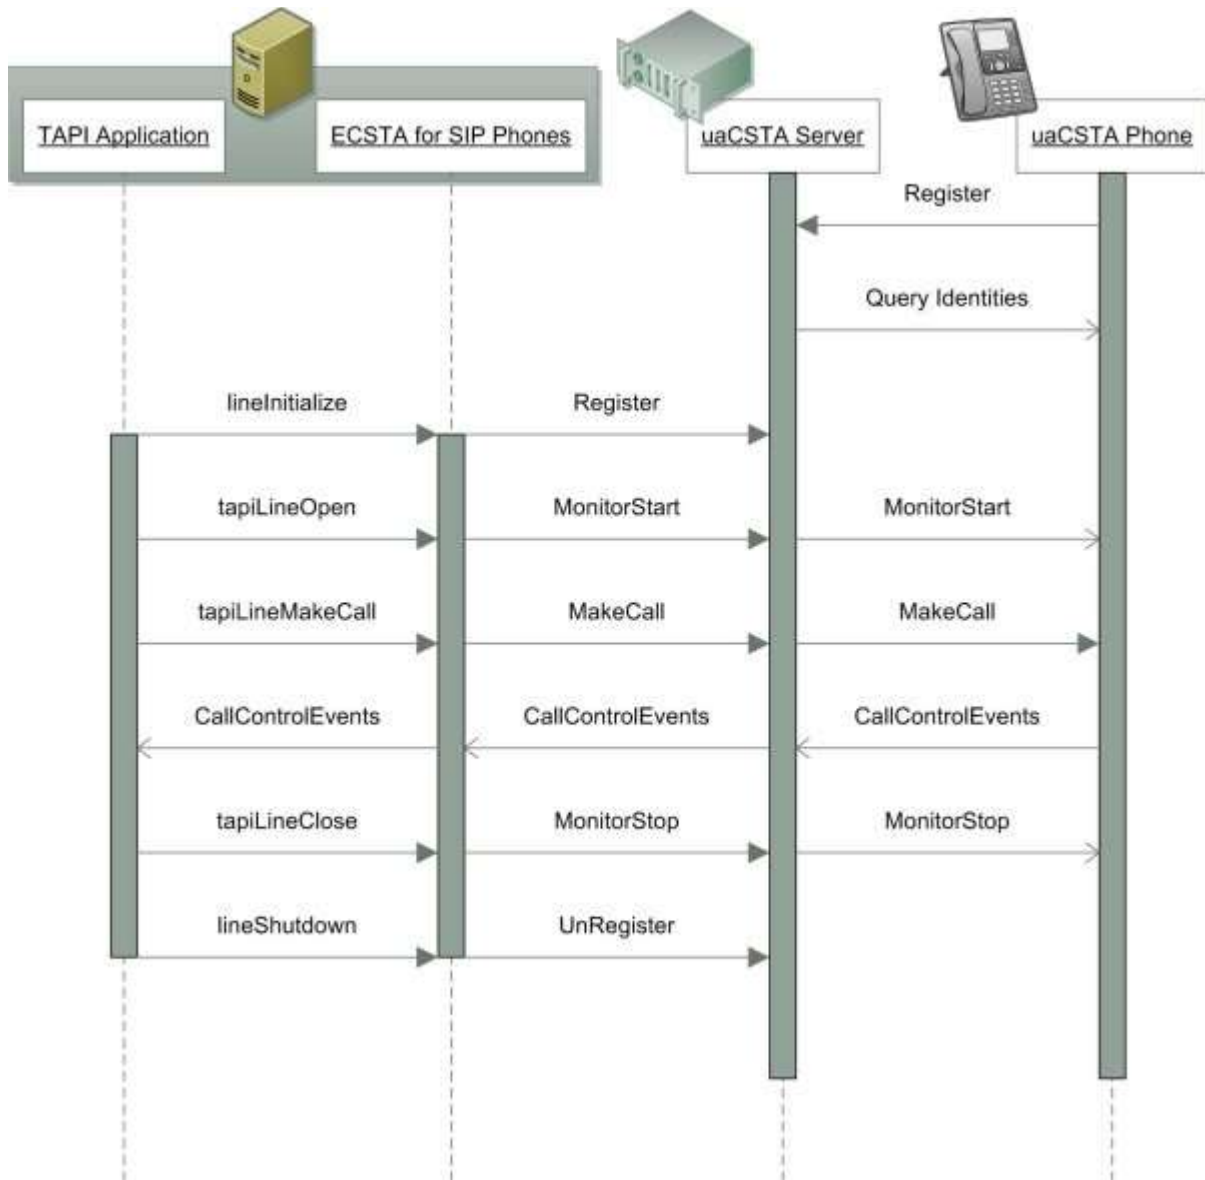 TAPI Application
ECSTA for SIP Phones
uaCSTA Server
uaCSTA Phone
Register
Query Identities
lineInitialize
Register
tapiLineOpen
MonitorStart
MonitorStart
tapiLineMakeCall
MakeCall
MakeCall
CallControlEvents
CallControlEvents
CallControlEvents
tapiLineClose
MonitorStop
MonitorStop
lineShutdown
UnRegister